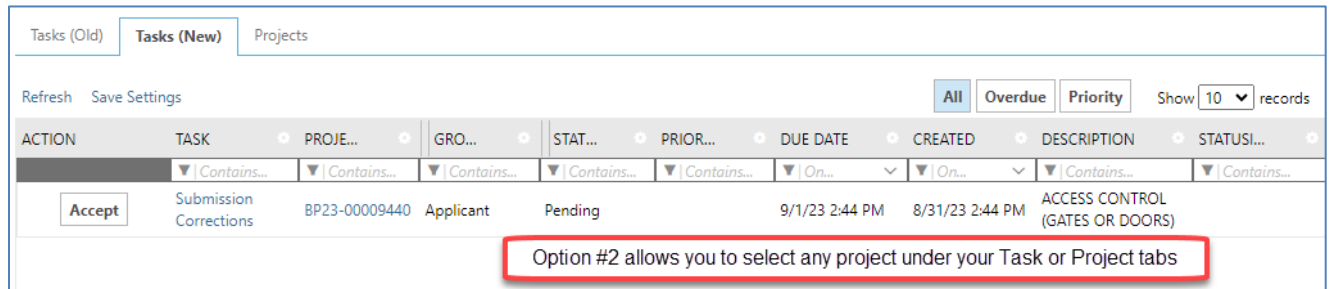 Tasks (Old) Tasks (New) Projects
Refresh Save Settings All Overdue Priority Show 10 records
ACTION TASK PROJE... GRO... STAT... PRIOR... DUE DATE CREATED DESCRIPTION STATUSI...
Contains... Contains... Contains... Contains... Contains... On... On... Contains... Contains...
Accept Submission Corrections BP23-00009440 Applicant Pending 9/1/23 2:44 PM 8/31/23 2:44 PM ACCESS CONTROL (GATES OR DOORS)
Option #2 allows you to select any project under your Task or Project tabs